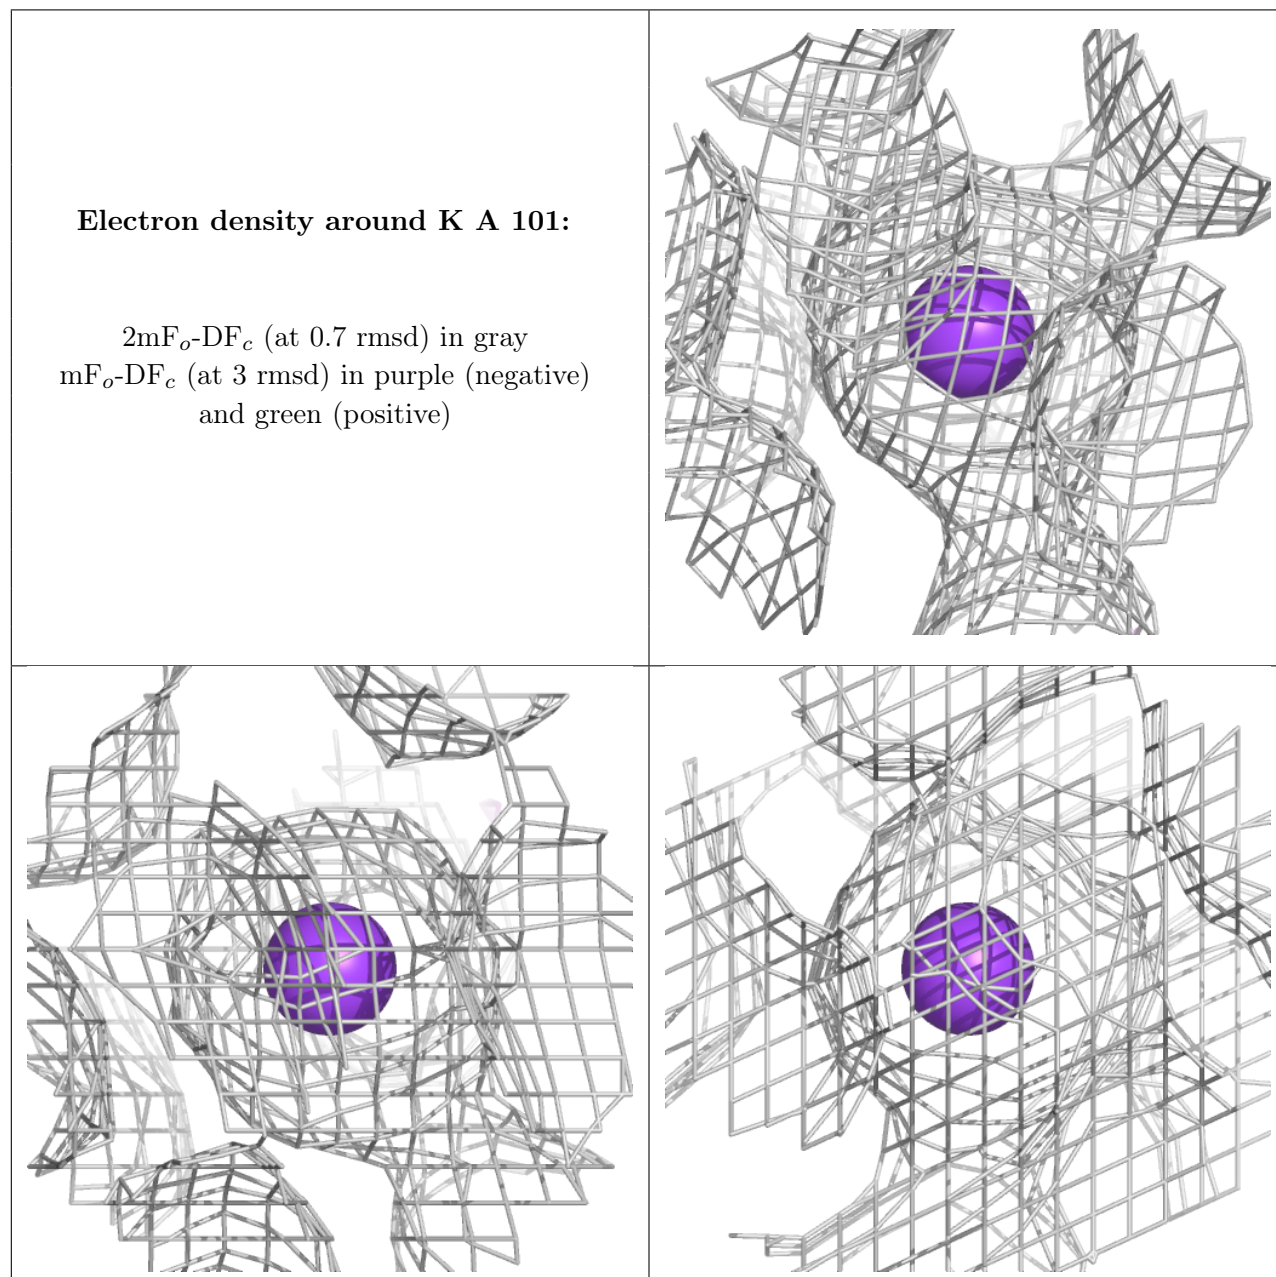 Electron density around K A 101:
2mFₒ-DF𝒸 (at 0.7 rmsd) in gray
mFₒ-DF𝒸 (at 3 rmsd) in purple (negative)
and green (positive)